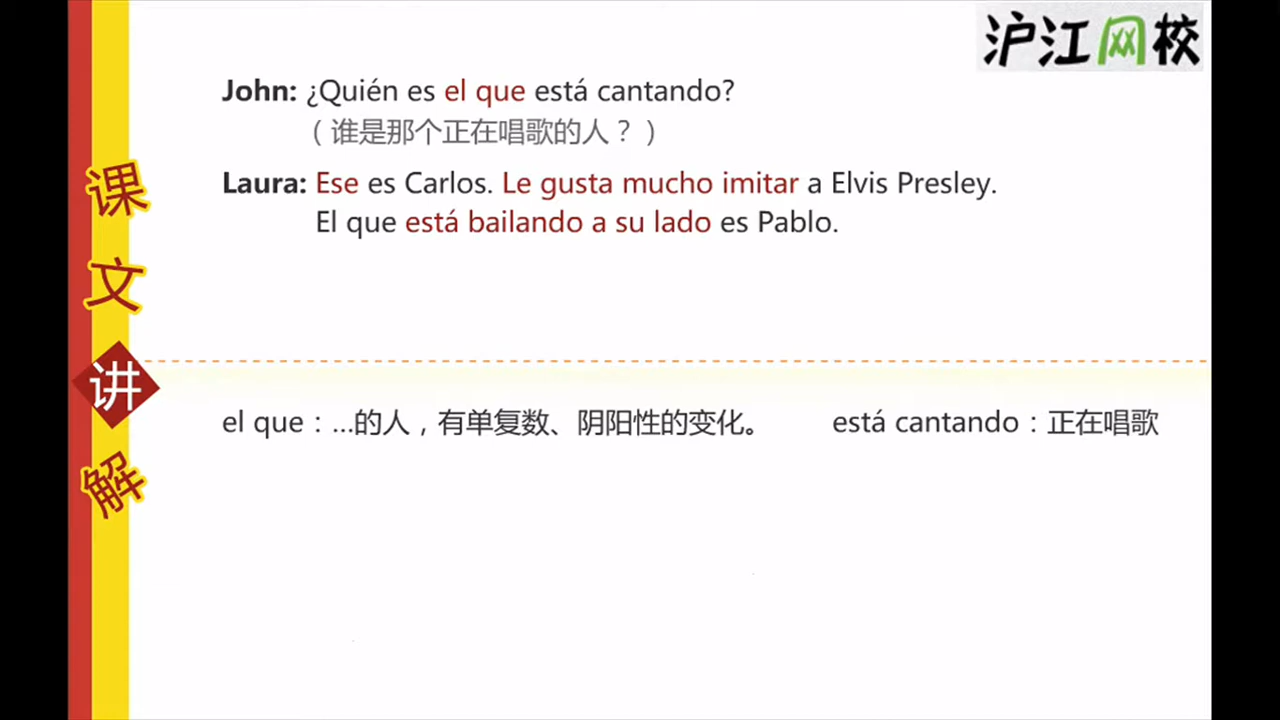 沪江网校
John: ¿Quién es el que está cantando?
（谁是那个正在唱歌的人？）
Laura: Ese es Carlos. Le gusta mucho imitar a Elvis Presley.
El que está bailando a su lado es Pablo.
课文讲解
el que：...的人，有单复数、阴阳性的变化。 está cantando：正在唱歌